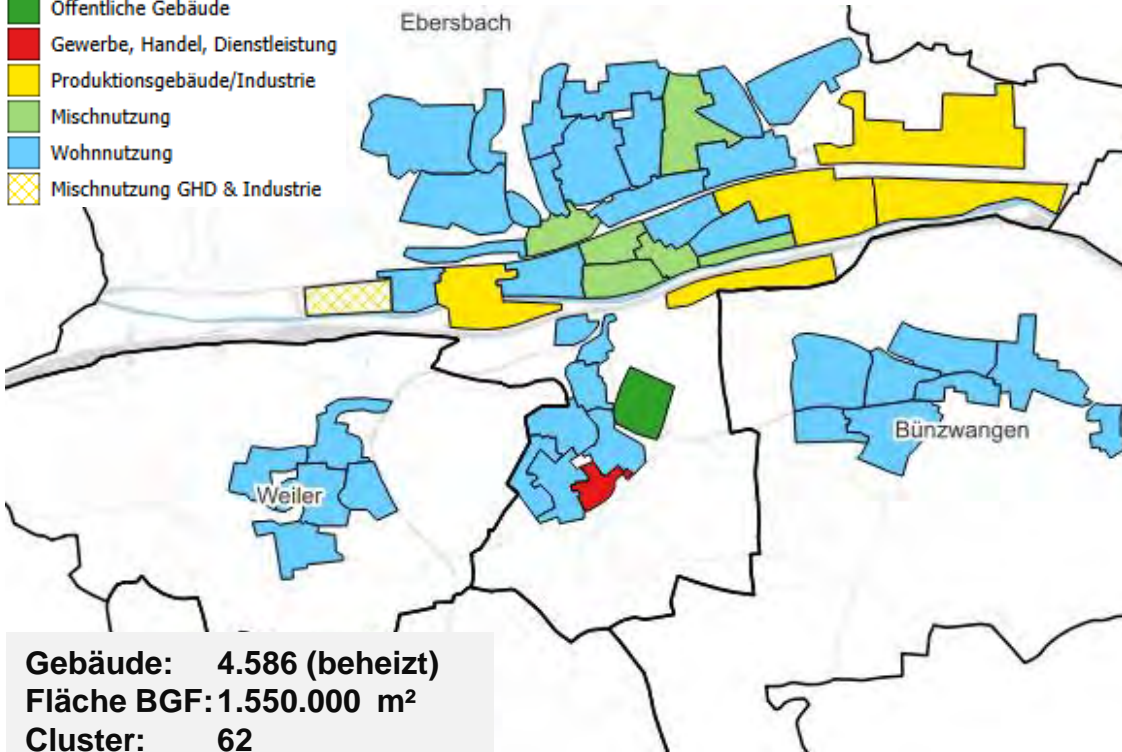 Öffentliche Gebäude
Gewerbe, Handel, Dienstleistung
Produktionsgebäude/Industrie
Mischnutzung
Wohnnutzung
Mischnutzung GHD & Industrie
Ebersbach
Weiler
Bünzwangen
Gebäude: 4.586 (beheizt)
Fläche BGF: 1.550.000 m²
Cluster: 62